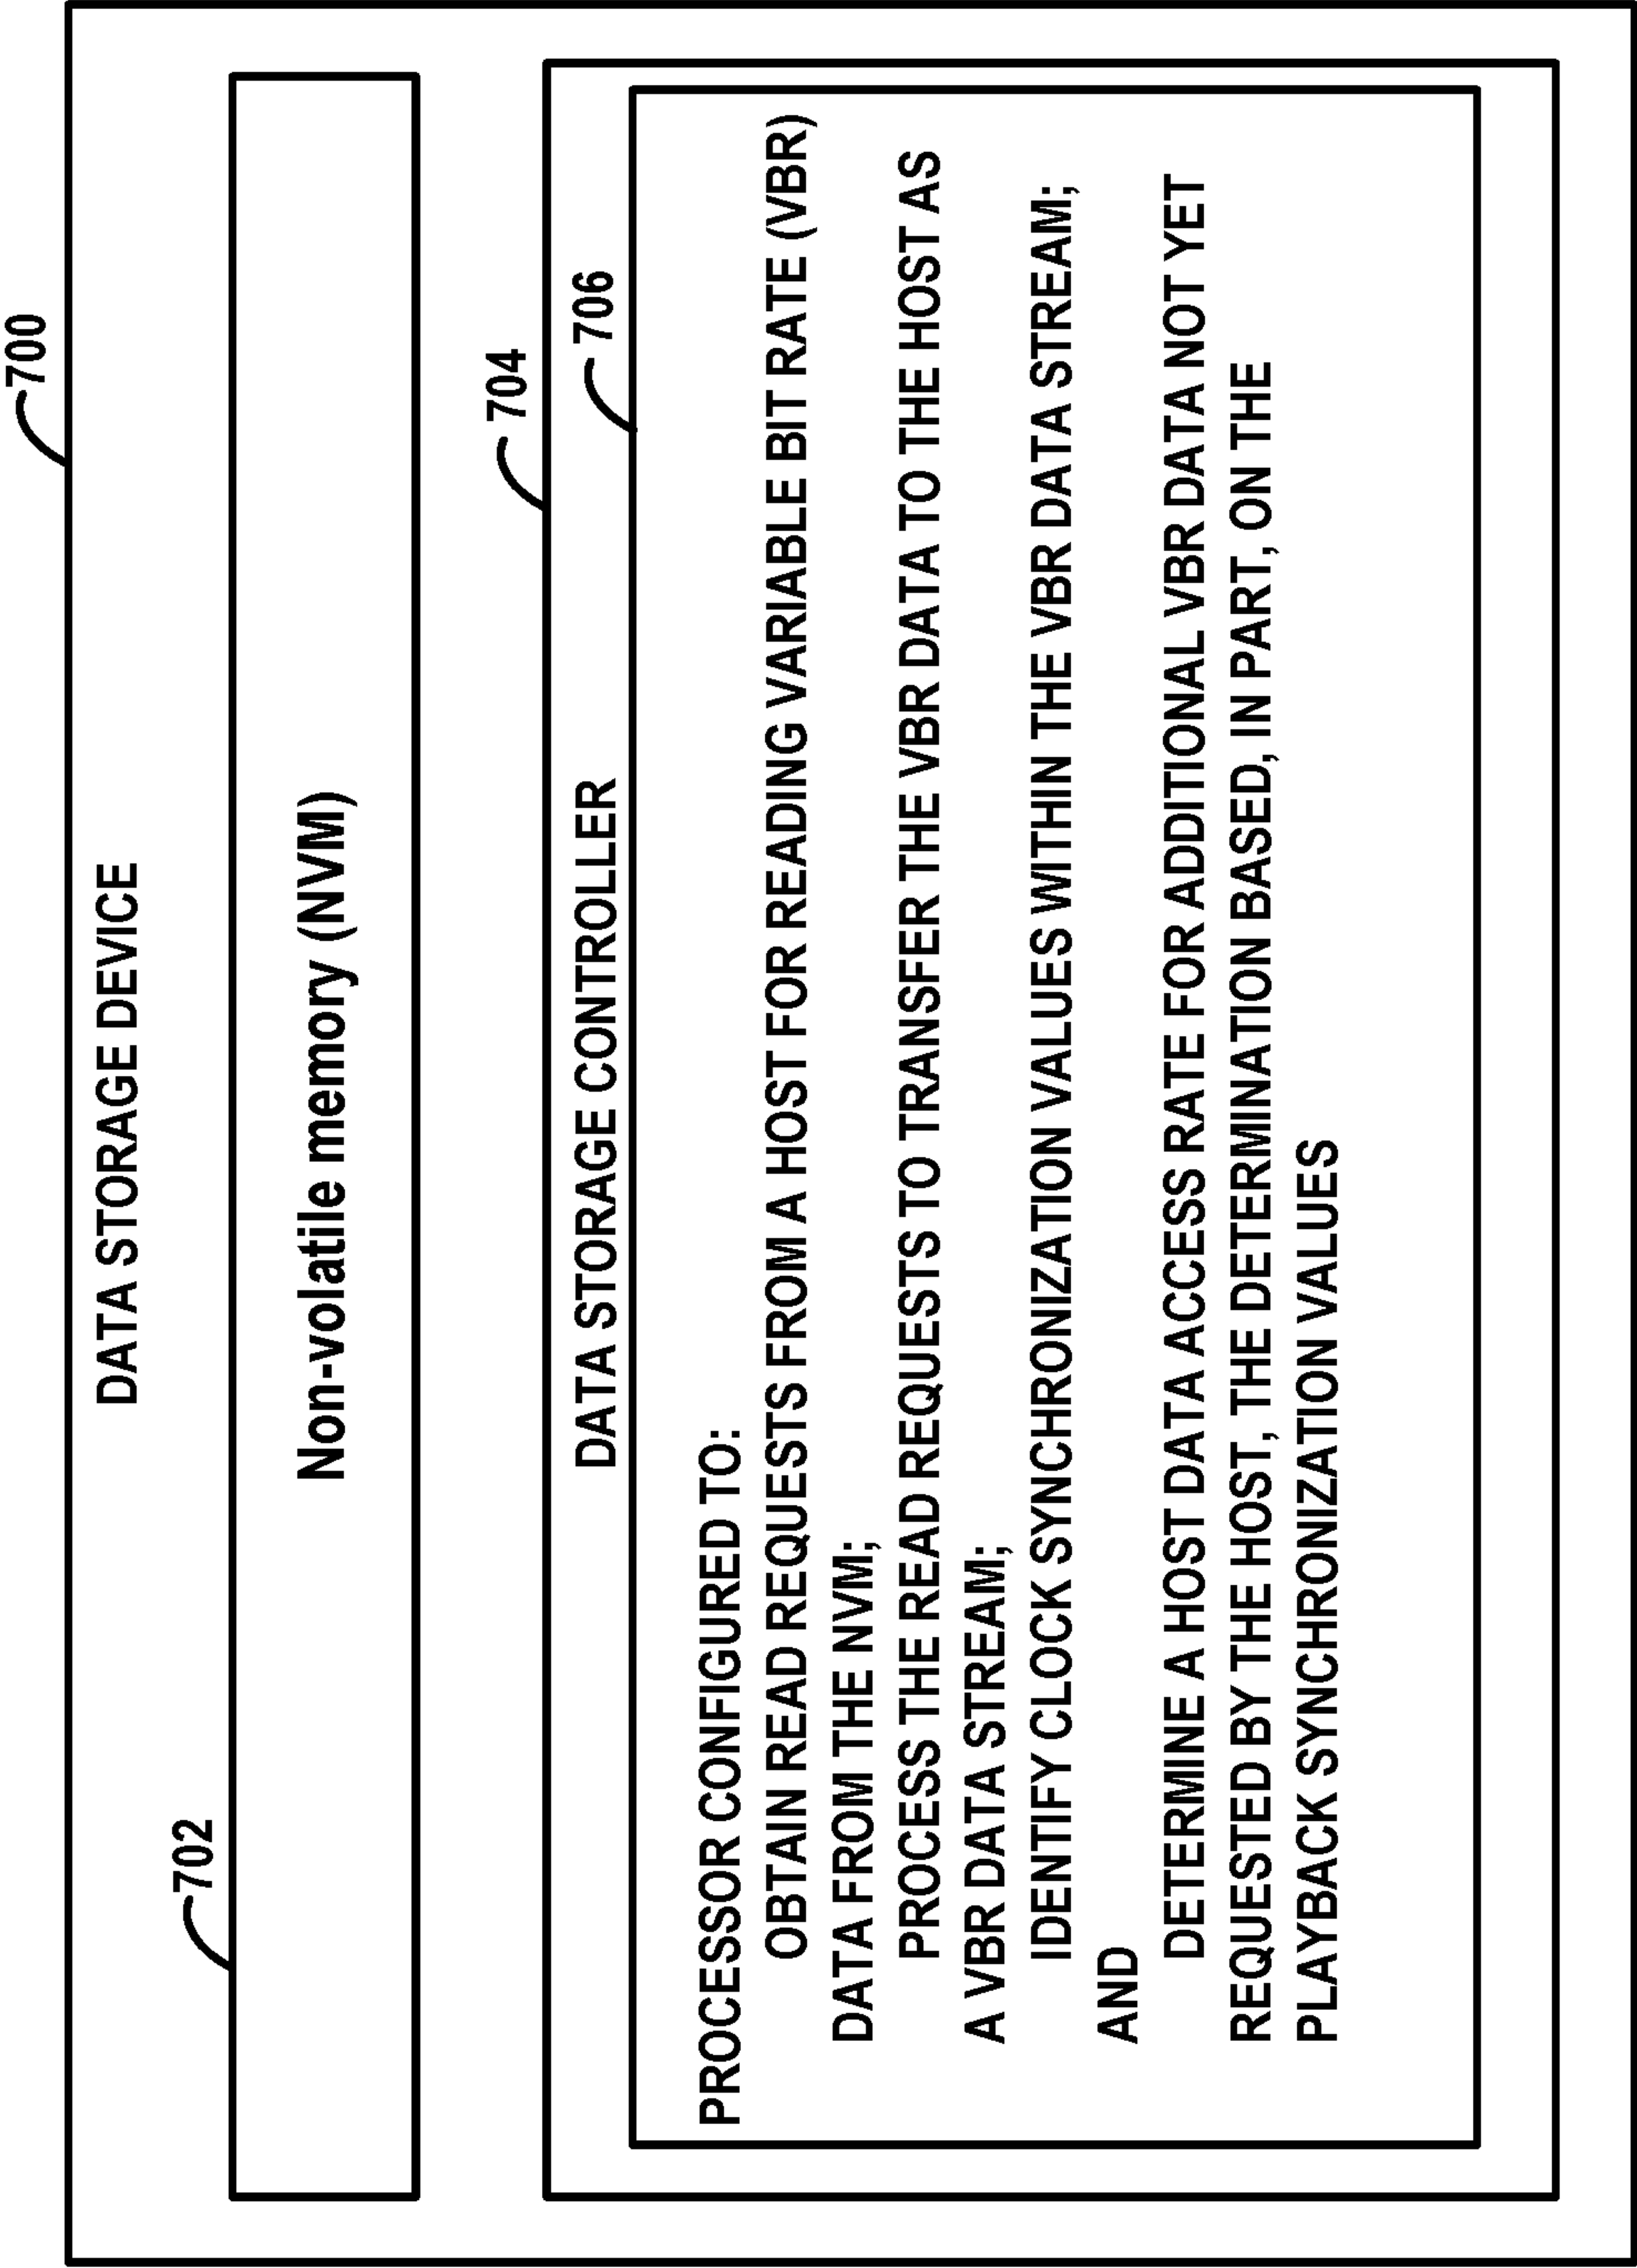 700
DATA STORAGE DEVICE
702
Non-volatile memory (NVM)
704
DATA STORAGE CONTROLLER
706
PROCESSOR CONFIGURED TO:
OBTAIN READ REQUESTS FROM A HOST FOR READING VARIABLE BIT RATE (VBR)
DATA FROM THE NVM;
PROCESS THE READ REQUESTS TO TRANSFER THE VBR DATA TO THE HOST AS
A VBR DATA STREAM;
IDENTIFY CLOCK SYNCHRONIZATION VALUES WITHIN THE VBR DATA STREAM;
AND
DETERMINE A HOST DATA ACCESS RATE FOR ADDITIONAL VBR DATA NOT YET
REQUESTED BY THE HOST, THE DETERMINATION BASED, IN PART, ON THE
PLAYBACK SYNCHRONIZATION VALUES